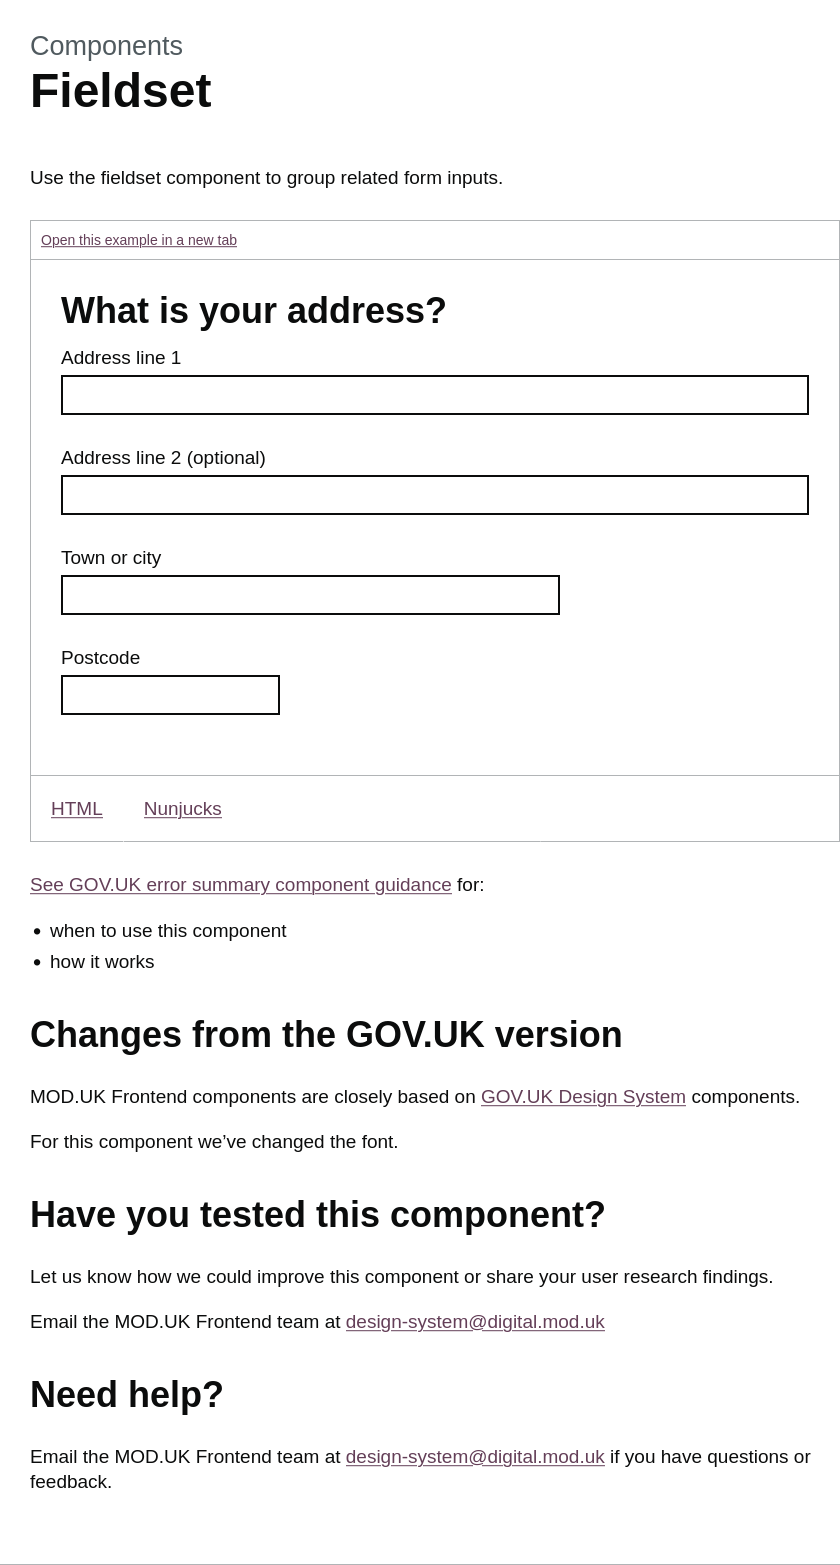 Components
Fieldset
Use the fieldset component to group related form inputs.
Open this example in a new tab
What is your address?
Address line 1
Address line 2 (optional)
Town or city
Postcode
HTML Nunjucks
See GOV.UK error summary component guidance for:
• when to use this component
• how it works
Changes from the GOV.UK version
MOD.UK Frontend components are closely based on GOV.UK Design System components.
For this component we’ve changed the font.
Have you tested this component?
Let us know how we could improve this component or share your user research findings.
Email the MOD.UK Frontend team at design-system@digital.mod.uk
Need help?
Email the MOD.UK Frontend team at design-system@digital.mod.uk if you have questions or
feedback.